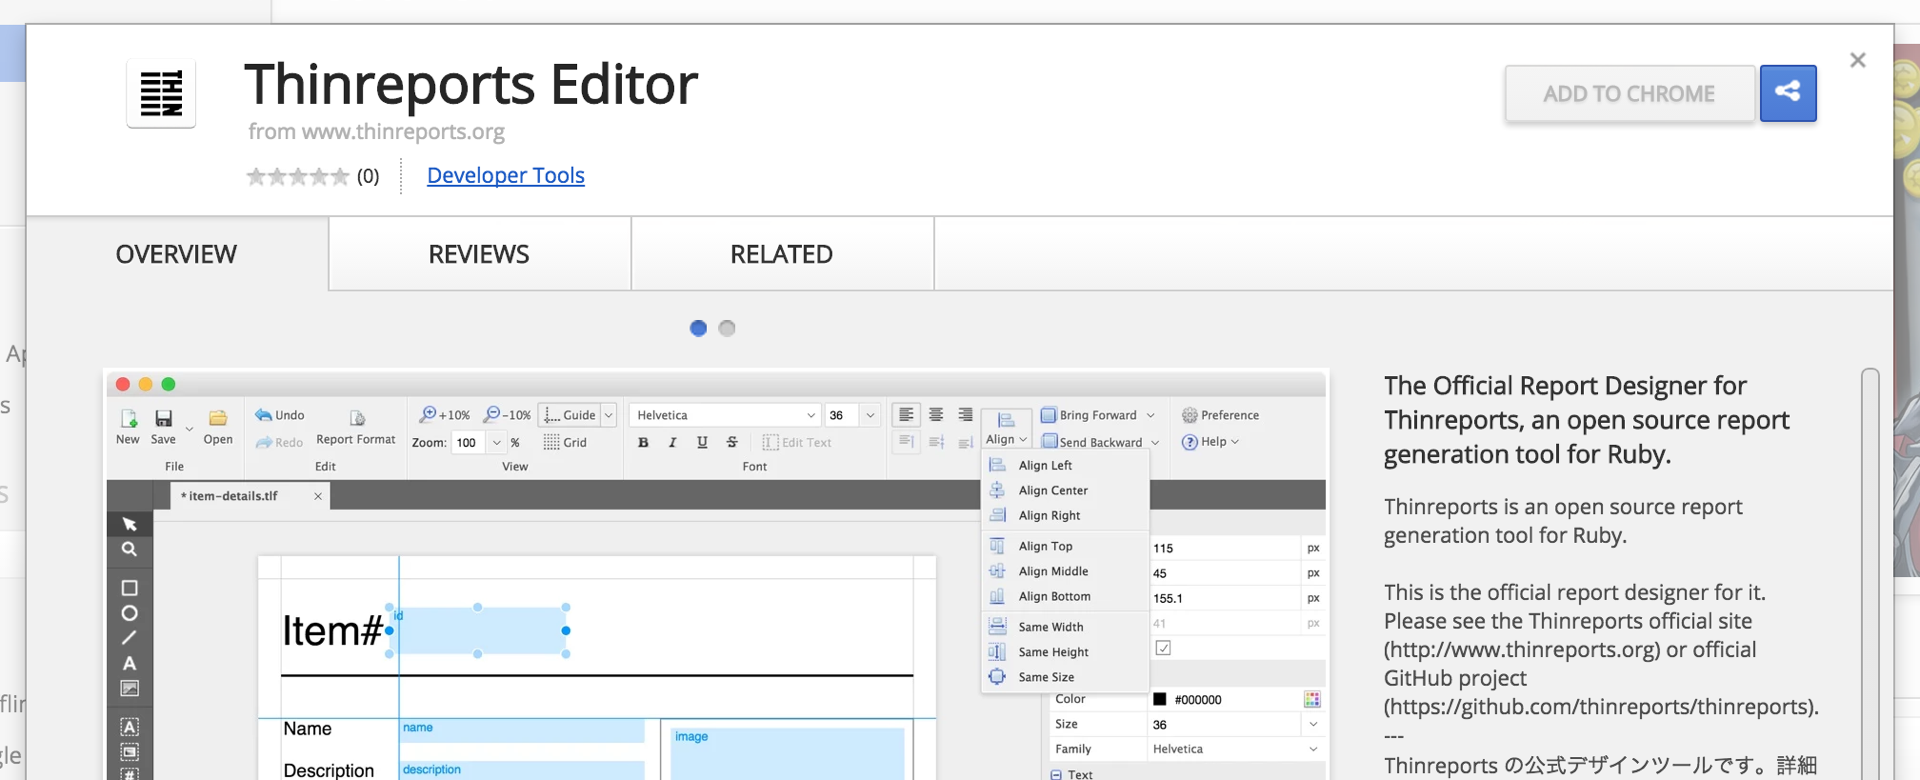 THIN
Thinreports Editor
from www.thinreports.org
(0)
Developer Tools
ADD TO CHROME
OVERVIEW
REVIEWS
RELATED
New
Save
Open
File
Undo
Redo
Report Format
Edit
+10%
-10%
Guide
Zoom: 100 %
Grid
View
Helvetica
36
B I U S
Edit Text
Font
Align
Bring Forward
Send Backward
Preference
Help
Align Left
Align Center
Align Right
Align Top
Align Middle
Align Bottom
Same Width
Same Height
Same Size
* item-details.tlf
A
A
#
Item#
id
Name
name
image
Description
description
115 px
45 px
155.1 px
41 px
Color #000000
Size 36
Family Helvetica
Text
The Official Report Designer for
Thinreports, an open source report
generation tool for Ruby.
Thinreports is an open source report
generation tool for Ruby.
This is the official report designer for it.
Please see the Thinreports official site
(http://www.thinreports.org) or official
GitHub project
(https://github.com/thinreports/thinreports).
---
Thinreports の公式デザインツールです。詳細